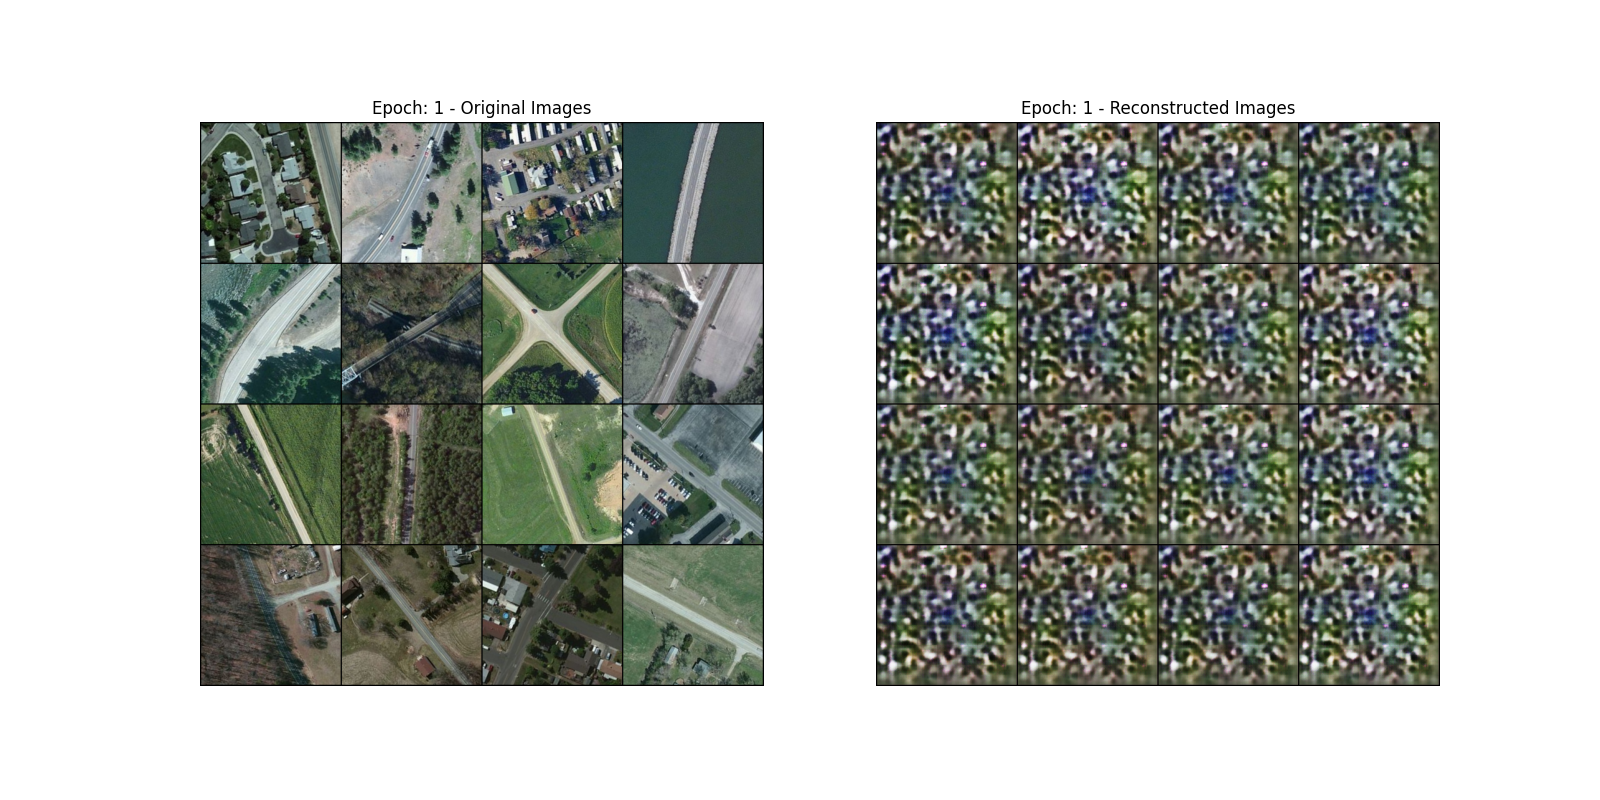 Epoch: 1 - Original Images
Epoch: 1 - Reconstructed Images